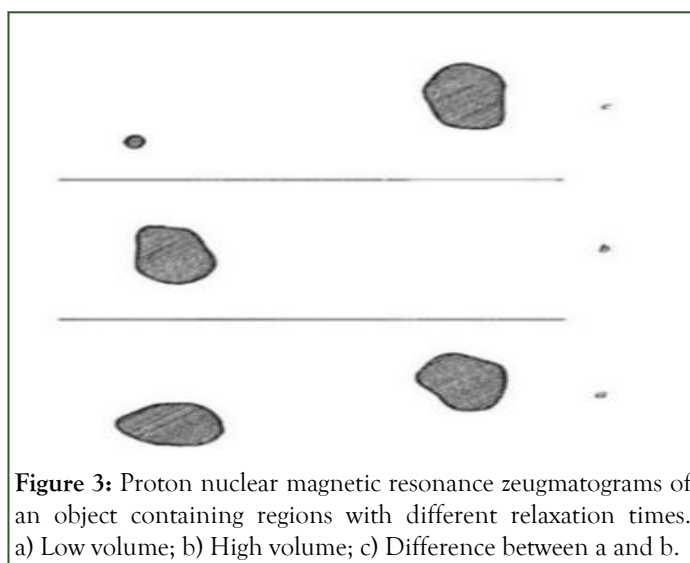 c
b
a
Figure 3: Proton nuclear magnetic resonance zeugmatograms of
an object containing regions with different relaxation times.
a) Low volume; b) High volume; c) Difference between a and b.